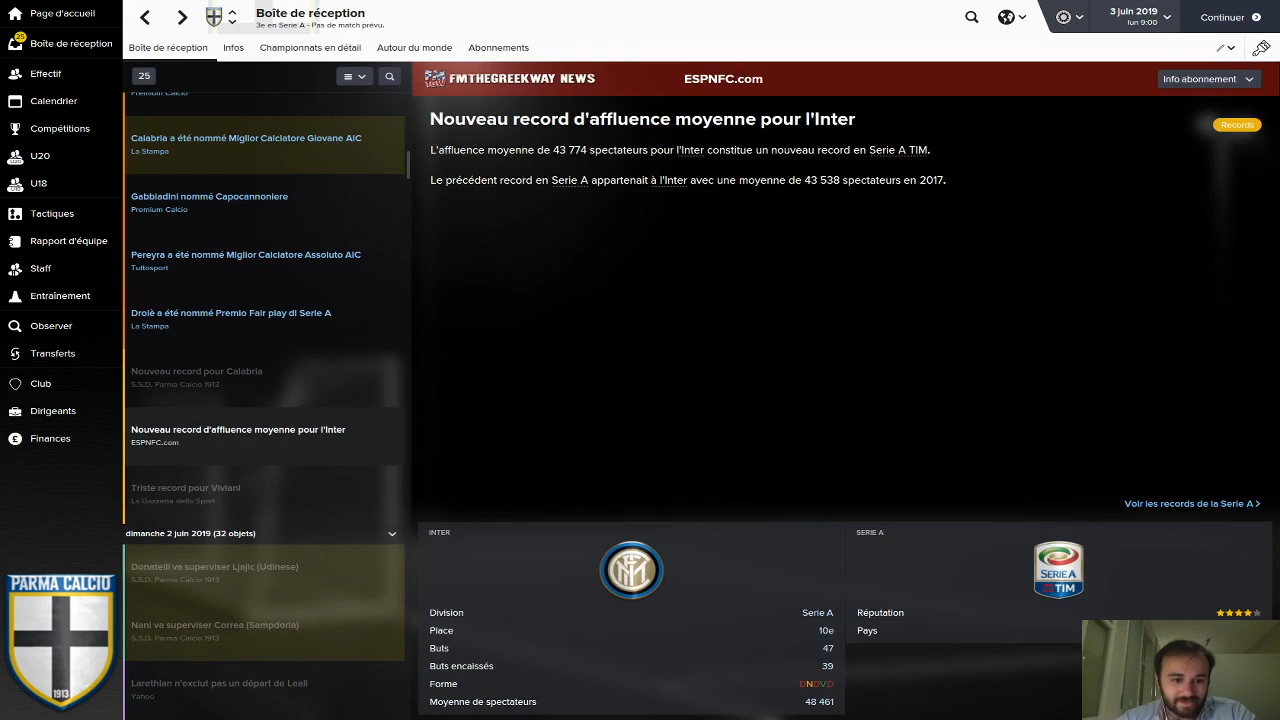 Page d'accueil
25
Boîte de réception
Effectif
Calendrier
Compétitions
U20
U20
U18
U18
Tactiques
Rapport d'équipe
Staff
Entraînement
Observer
Transferts
Club
Dirigeants
Finances
PARMA CALCIO
1913
Boîte de réception
3e en Serie A - Pas de match prévu.
3 juin 2019
lun 9:00
Continuer
Boîte de réception
Infos
Championnats en détail
Autour du monde
Abonnements
25
Premium Calcio
Calabria a été nommé Miglior Calciatore Giovane AIC
La Stampa
Gabbiadini nommé Capocannoniere
Premium Calcio
Pereyra a été nommé Miglior Calciatore Assoluto AIC
Tuttosport
Drolè a été nommé Premio Fair play di Serie A
La Stampa
Nouveau record pour Calabria
S.S.D. Parma Calcio 1913
Nouveau record d'affluence moyenne pour l'Inter
ESPNFC.com
Triste record pour Viviani
La Gazzetta dello Sport
dimanche 2 juin 2019 (32 objets)
Donatelli va superviser Ljajic (Udinese)
S.S.D. Parma Calcio 1913
Nani va superviser Correa (Sampdoria)
S.S.D. Parma Calcio 1913
Larethian n'exclut pas un départ de Leali
Yahoo
FMTHEGREEKWAY NEWS
ESPNFC.com
Info abonnement
Nouveau record d'affluence moyenne pour l'Inter
Records
L'affluence moyenne de 43 774 spectateurs pour l'Inter constitue un nouveau record en Serie A TIM.
Le précédent record en Serie A appartenait à l'Inter avec une moyenne de 43 538 spectateurs en 2017.
Voir les records de la Serie A >
INTER
Division Serie A
Place 10e
Buts 47
Buts encaissés 39
Forme DNDVD
Moyenne de spectateurs 48 461
SERIE A
SERIE A
TIM
Réputation
Pays